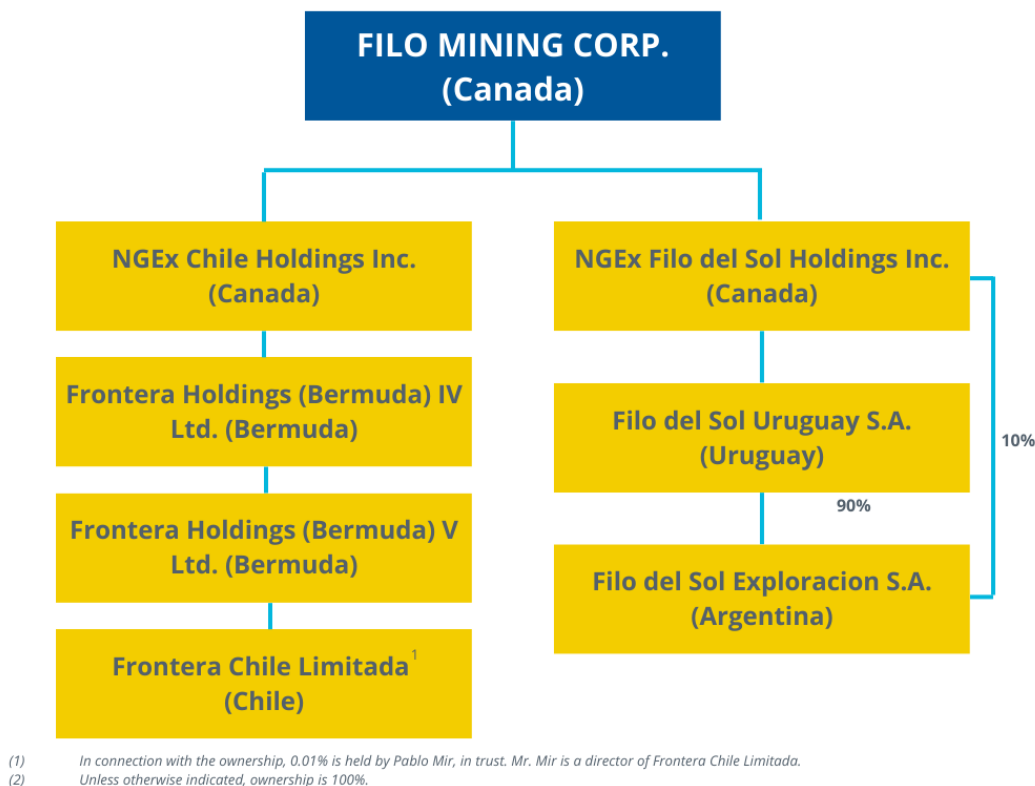 FILO MINING CORP.
(Canada)
NGEx Chile Holdings Inc.
(Canada)
Frontera Holdings (Bermuda) IV
Ltd. (Bermuda)
Frontera Holdings (Bermuda) V
Ltd. (Bermuda)
Frontera Chile Limitada 1
(Chile)
NGEx Filo del Sol Holdings Inc.
(Canada)
Filo del Sol Uruguay S.A.
(Uruguay)
10%
90%
Filo del Sol Exploracion S.A.
(Argentina)
(1) In connection with the ownership, 0.01% is held by Pablo Mir, in trust. Mr. Mir is a director of Frontera Chile Limitada.
(2) Unless otherwise indicated, ownership is 100%.